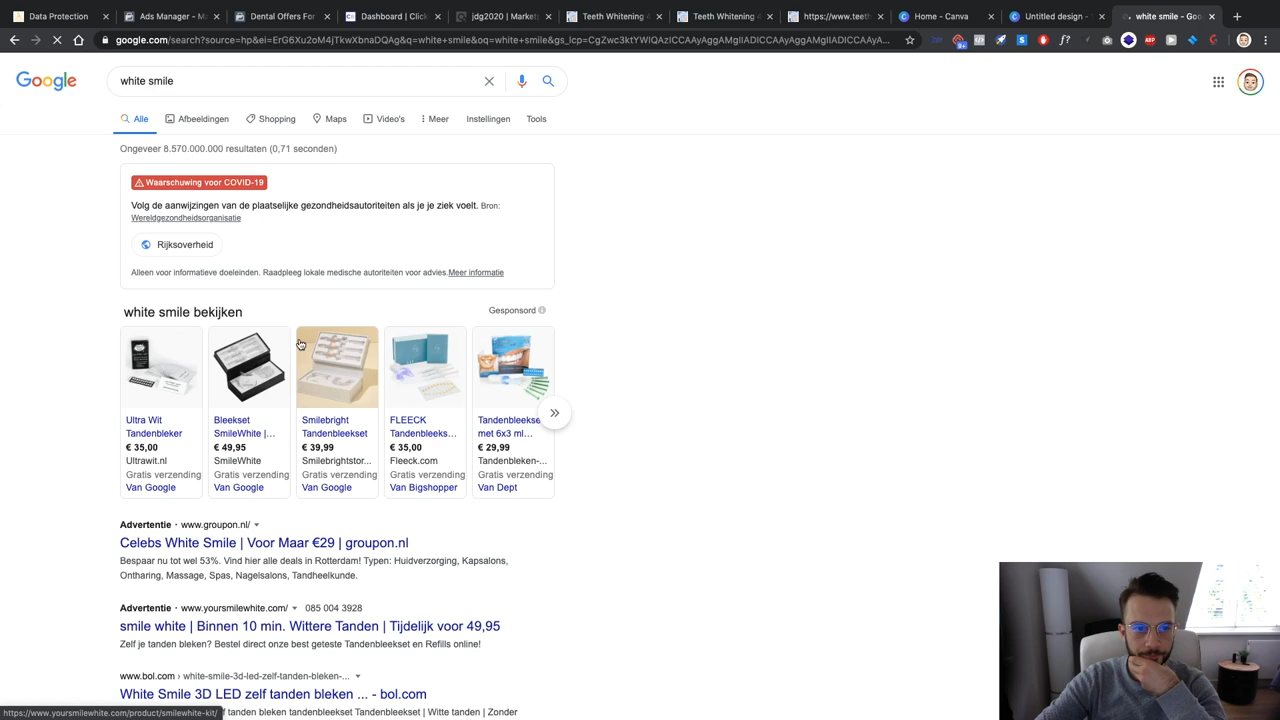 Data Protection
Ads Manager - M
Dental Offers For
Dashboard | Click
jdg2020 | Market
Teeth Whitening 4
Teeth Whitening 4
https://www.teeth
Home - Canva
Untitled design -
white smile - Goo
google.com/search?source=hp&ei=ErG6Xu2oM4jTkwXbnaDQAg&q=white+smile&oq=white+smile&gs_lcp=CgZwc3ktYWIQAzICCAAyAggAMgIIADICCAAyAggAMgIIADICCAAyAggAMgIIADICCAAyA...
Google
white smile
Alle
Afbeeldingen
Shopping
Maps
Video's
Meer
Instellingen
Tools
Ongeveer 8.570.000.000 resultaten (0,71 seconden)
Waarschuwing voor COVID-19
Volg de aanwijzingen van de plaatselijke gezondheidsautoriteiten als je je ziek voelt. Bron:
Wereldgezondheidsorganisatie
Rijksoverheid
Alleen voor informatieve doeleinden. Raadpleeg lokale medische autoriteiten voor advies. Meer informatie
white smile bekijken
Gesponsord
Ultra Wit
Tandenbleker
€ 35,00
Ultrawit.nl
Gratis verzending
Van Google
Bleekset
SmileWhite |...
€ 49,95
SmileWhite
Gratis verzending
Van Google
Smilebright
Tandenbleekset
€ 39,99
Smilebrightstor...
Gratis verzending
Van Google
FLEECK
Tandenbleeks...
€ 35,00
Fleeck.com
Gratis verzending
Van Bigshopper
Tandenbleekse
met 6x3 ml...
€ 29,99
Tandenbleken-...
Gratis verzending
Van Dept
Advertentie · www.groupon.nl/
Celebs White Smile | Voor Maar €29 | groupon.nl
Bespaar nu tot wel 53%. Vind hier alle deals in Rotterdam! Typen: Huidverzorging, Kapsalons,
Ontharing, Massage, Spas, Nagelsalons, Tandheelkunde.
Advertentie · www.yoursmilewhite.com/ 085 004 3928
smile white | Binnen 10 min. Wittere Tanden | Tijdelijk voor 49,95
Zelf je tanden bleken? Bestel direct onze best geteste Tandenbleekset en Refills online!
www.bol.com › white-smile-3d-led-zelf-tanden-bleken-...
White Smile 3D LED zelf tanden bleken ... - bol.com
https://www.yoursmilewhite.com/product/smilewhite-kit/
f tanden bleken tandenbleekset Tandenbleekset | Witte tanden | Zonder